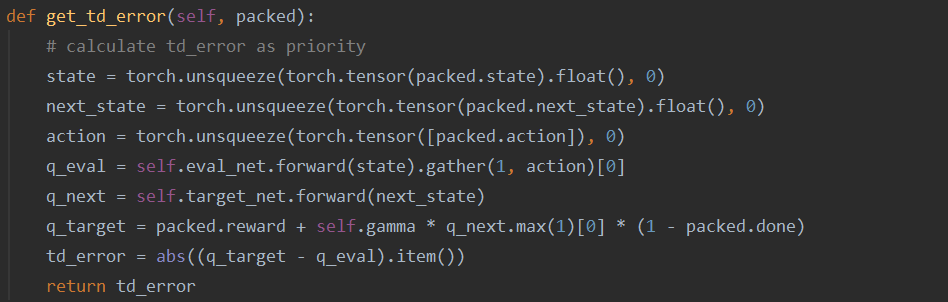 def get_td_error(self, packed):
    # calculate td_error as priority
    state = torch.unsqueeze(torch.tensor(packed.state).float(), 0)
    next_state = torch.unsqueeze(torch.tensor(packed.next_state).float(), 0)
    action = torch.unsqueeze(torch.tensor([packed.action]), 0)
    q_eval = self.eval_net.forward(state).gather(1, action)[0]
    q_next = self.target_net.forward(next_state)
    q_target = packed.reward + self.gamma * q_next.max(1)[0] * (1 - packed.done)
    td_error = abs((q_target - q_eval).item())
    return td_error